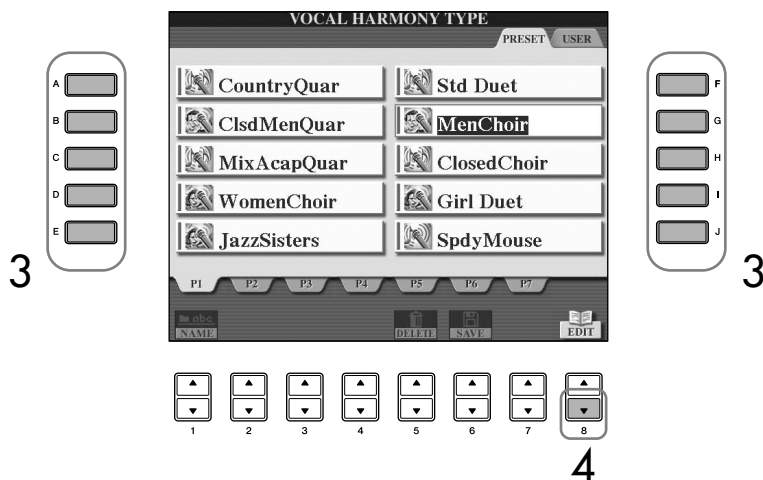 VOCAL HARMONY TYPE
PRESET USER
A CountryQuar Std Duet F
B ClsdMenQuar MenChoir G
C MixAcapQuar ClosedChoir H
D WomenChoir Girl Duet I
E JazzSisters SpdyMouse J
3 3
P1 P2 P3 P4 P5 P6 P7
abc
NAME DELETE SAVE EDIT
1 2 3 4 5 6 7 8
4